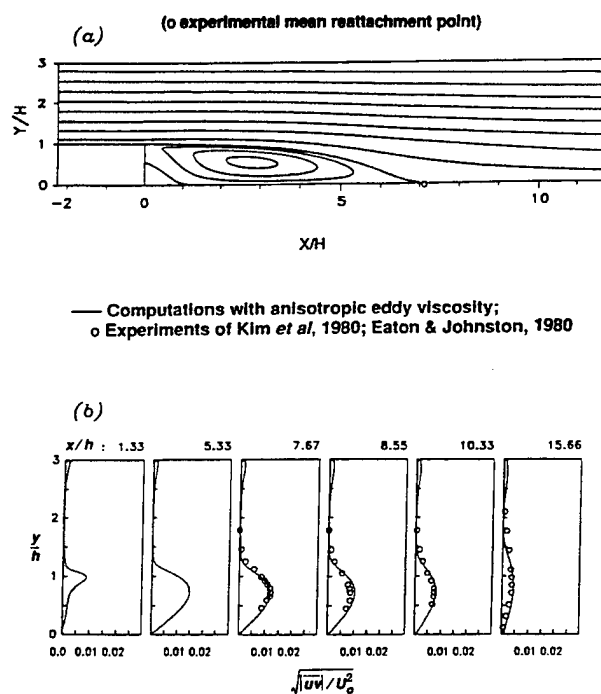 (o experimental mean reattachment point)
(a)
3
2
1
0
Y/H
-2 0 5 10
X/H
— Computations with anisotropic eddy viscosity;
o Experiments of Kim et al, 1980; Eaton & Johnston, 1980
(b)
x/h : 1.33 5.33 7.67 8.55 10.33 15.66
3
2
y/h
1
0
0.0 0.01 0.02 0.01 0.02 0.01 0.02 0.01 0.02 0.01 0.02 0.01 0.02
√|uv|/U₀²